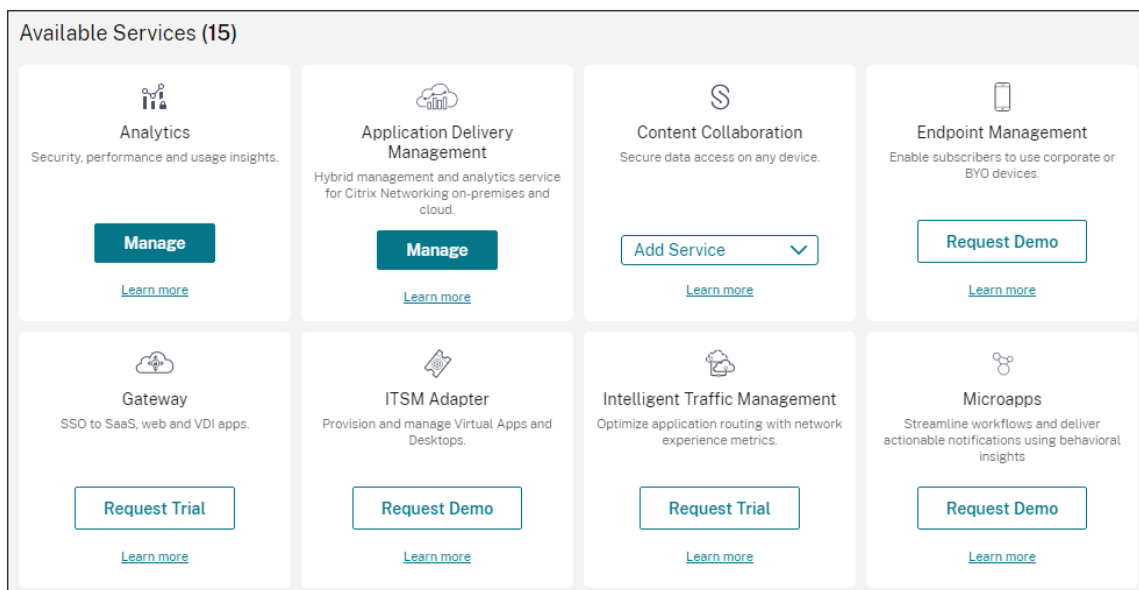 Available Services (15)
Analytics
Security, performance and usage insights.
Manage
Learn more
Application Delivery
Management
Hybrid management and analytics service
for Citrix Networking on-premises and
cloud.
Manage
Learn more
Content Collaboration
Secure data access on any device.
Add Service
Learn more
Endpoint Management
Enable subscribers to use corporate or
BYO devices.
Request Demo
Learn more
Gateway
SSO to SaaS, web and VDI apps.
Request Trial
Learn more
ITSM Adapter
Provision and manage Virtual Apps and
Desktops.
Request Demo
Learn more
Intelligent Traffic Management
Optimize application routing with network
experience metrics.
Request Trial
Learn more
Microapps
Streamline workflows and deliver
actionable notifications using behavioral
insights
Request Demo
Learn more